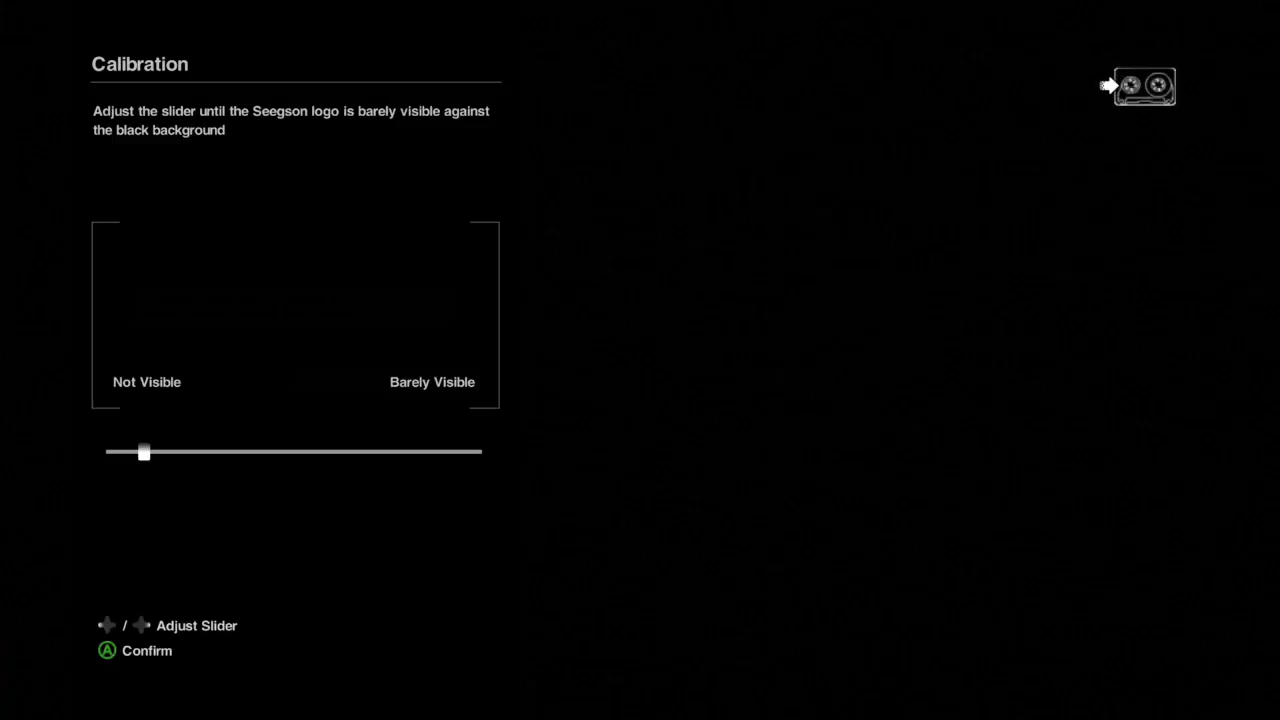 Calibration
Adjust the slider until the Seegson logo is barely visible against
the black background
Not Visible Barely Visible
/ Adjust Slider
A Confirm